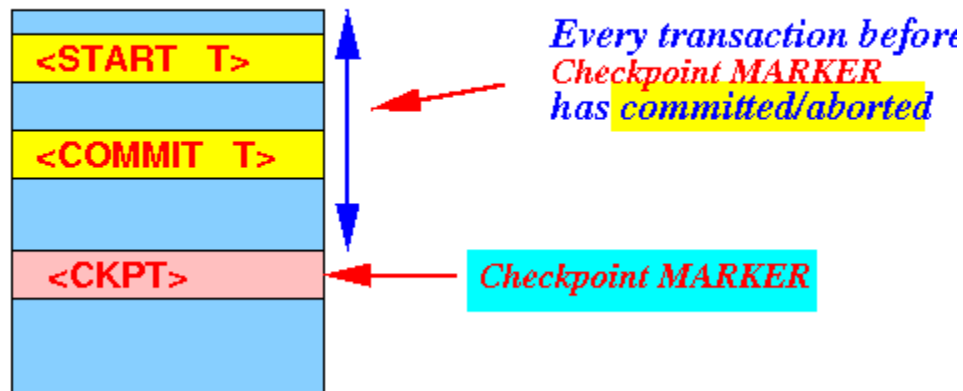 <START T>
<COMMIT T>
<CKPT>
Every transaction before
Checkpoint MARKER
has committed/aborted
Checkpoint MARKER